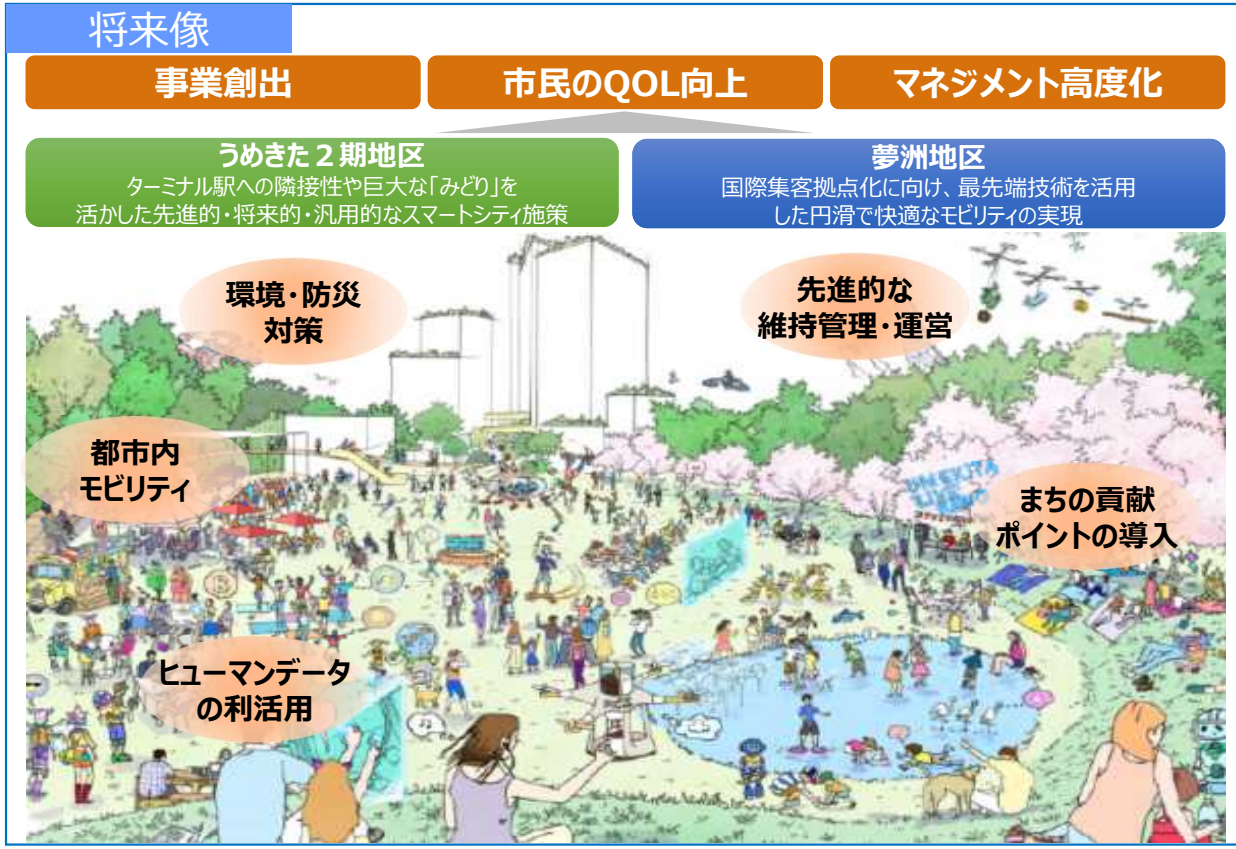 将来像
事業創出
市民のQOL向上
マネジメント高度化
うめきた２期地区
ターミナル駅への隣接性や巨大な「みどり」を
活かした先進的・将来的・汎用的なスマートシティ施策
夢洲地区
国際集客拠点化に向け、最先端技術を活用
した円滑で快適なモビリティの実現
環境・防災
対策
先進的な
維持管理・運営
都市内
モビリティ
まちの貢献
ポイントの導入
ヒューマンデータ
の利活用